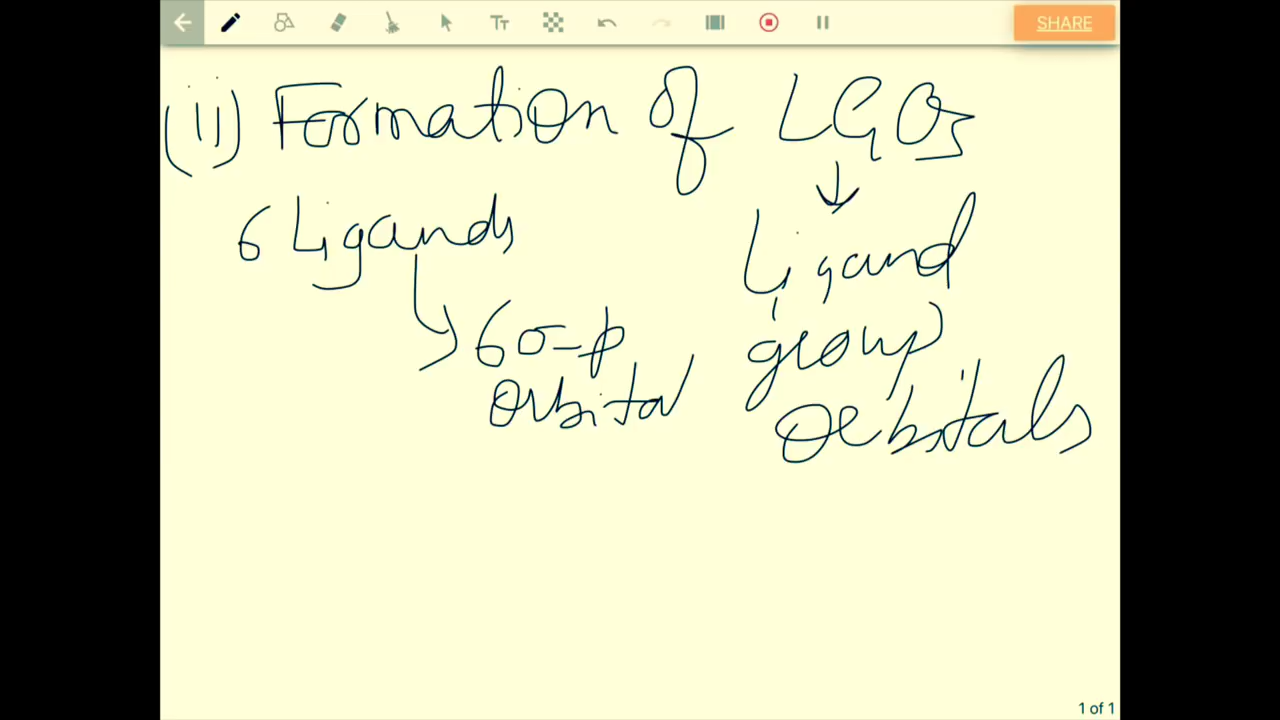 SHARE
(ii) Formation of LGOs
6 Ligands
Ligand
group
orbitals
6σ-p
orbital
1 of 1